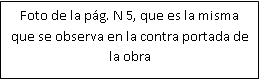 Foto de la pág. N 5, que es la misma
que se observa en la contra portada de
la obra